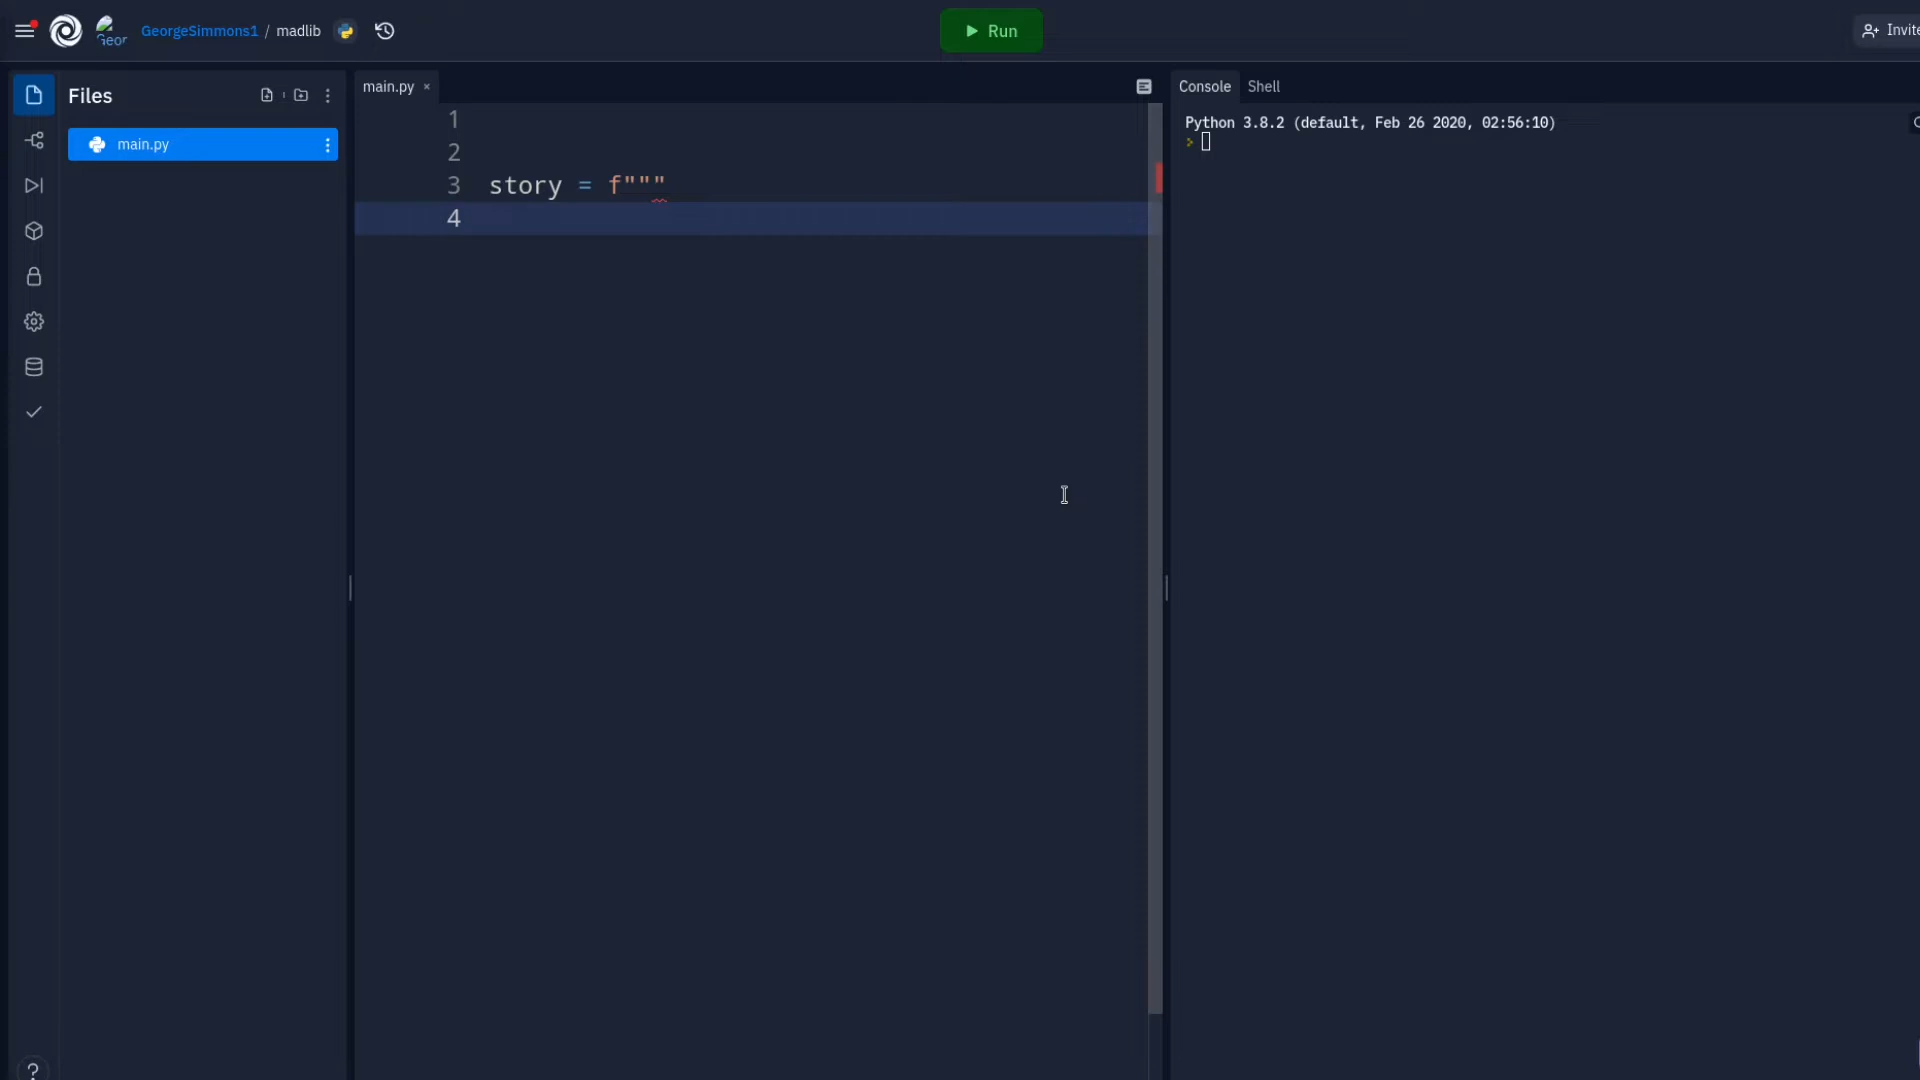 Geor
GeorgeSimmons1 / madlib
Run
Invite
Files
main.py
main.py ×
1
2
3 story = f"""
4
Console Shell
Python 3.8.2 (default, Feb 26 2020, 02:56:10)
>
?